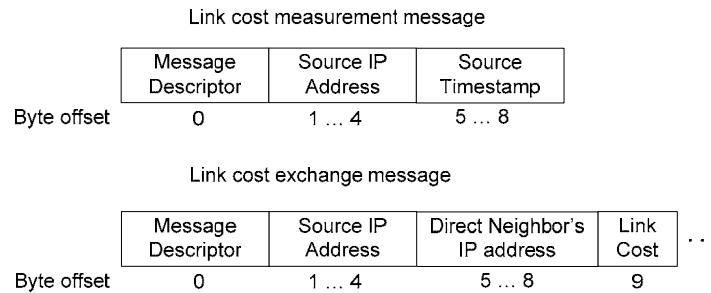 Link cost measurement message
Message Descriptor
Source IP Address
Source Timestamp
Byte offset 0 1 ... 4 5 ... 8
Link cost exchange message
Message Descriptor
Source IP Address
Direct Neighbor's IP address
Link Cost
. .
Byte offset 0 1 ... 4 5 ... 8 9